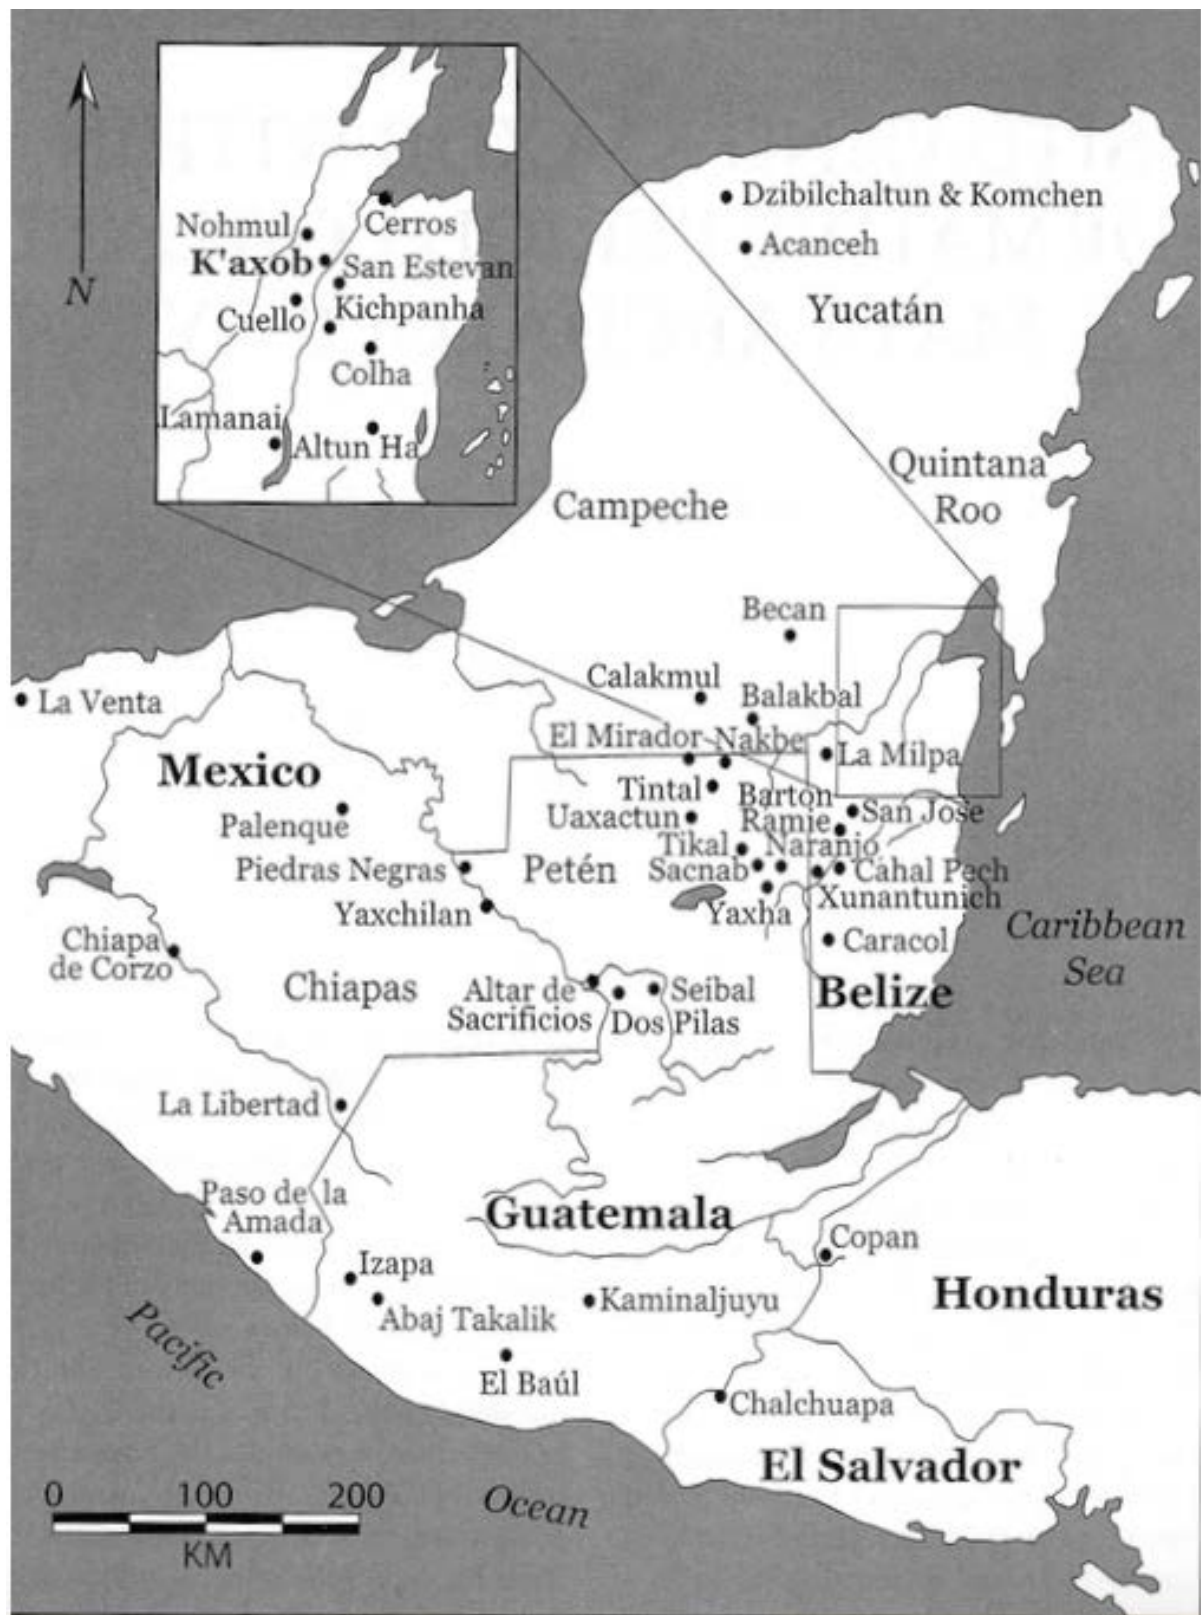 N
Nohmul
Cerros
K'axob
San Estevan
Kichpanha
Cuello
Colha
Lamanai
Altun Ha
Dzibilchaltun & Komchen
Acanceh
Yucatán
Quintana
Roo
Campeche
Becan
Calakmul
Balakbal
La Venta
El Mirador
Nakbe
La Milpa
Mexico
Tintal
Barton
Ramie
San Jose
Uaxactun
Palenque
Tikal
Naranjo
Piedras Negras
Petén
Sacnab
Cahal Pech
Xunantunich
Yaxchilan
Yaxha
Caribbean
Sea
Chiapa
de Corzo
Caracol
Chiapas
Altar de
Sacrificios
Seibal
Dos Pilas
Belize
La Libertad
Paso de la
Amada
Guatemala
Copan
Izapa
Honduras
Abaj Takalik
Kaminaljuyu
Pacific
El Baúl
Chalchuapa
El Salvador
Ocean
0 100 200
KM